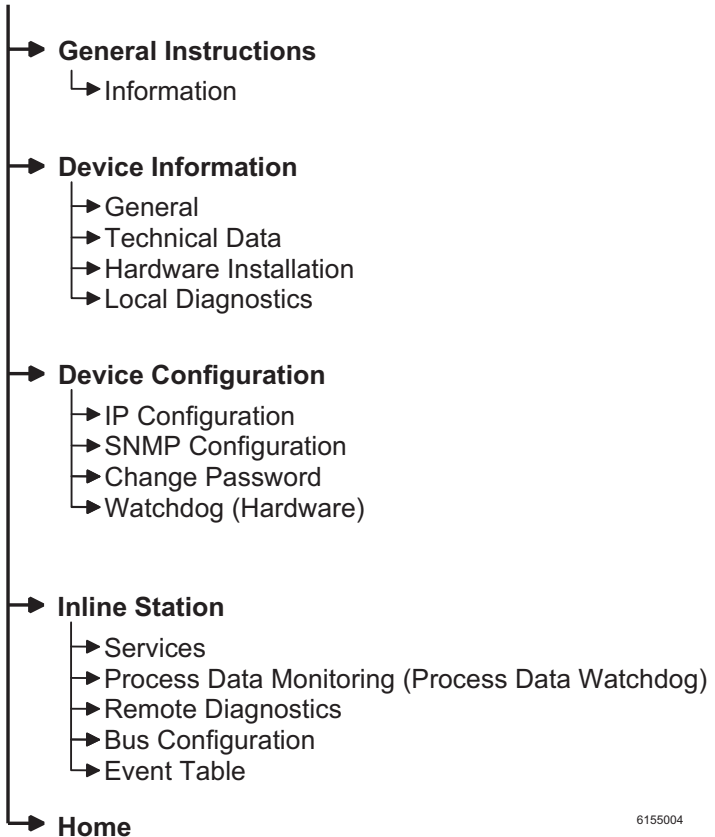 General Instructions
Information
Device Information
General
Technical Data
Hardware Installation
Local Diagnostics
Device Configuration
IP Configuration
SNMP Configuration
Change Password
Watchdog (Hardware)
Inline Station
Services
Process Data Monitoring (Process Data Watchdog)
Remote Diagnostics
Bus Configuration
Event Table
Home
6155004